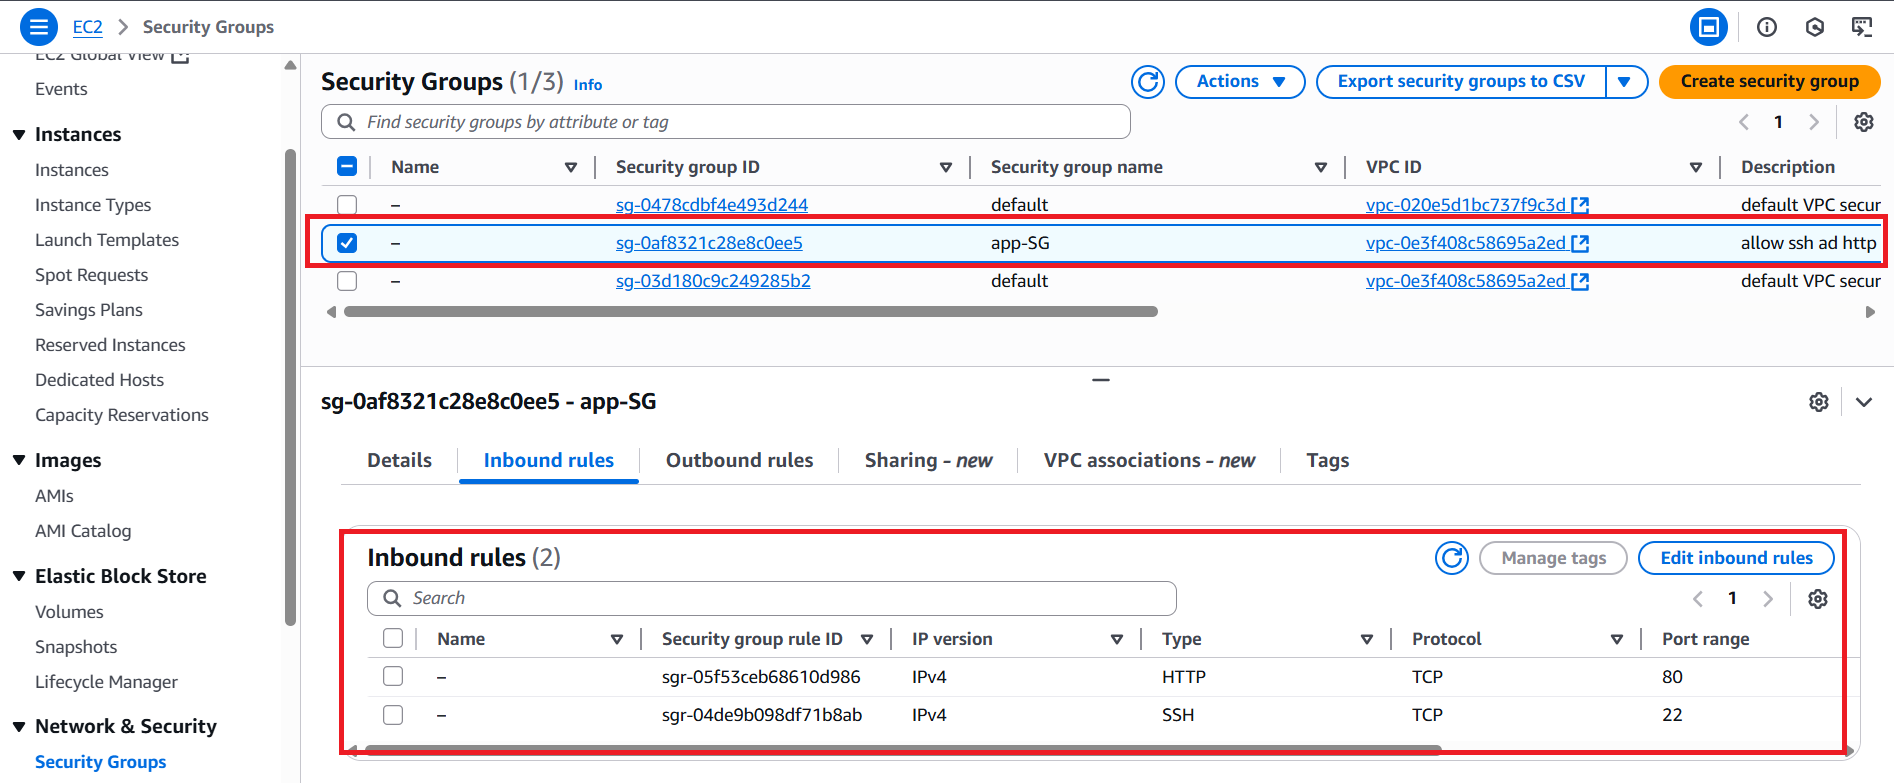 EC2 > Security Groups
EC2 Global View
Events
Instances
Instances
Instance Types
Launch Templates
Spot Requests
Savings Plans
Reserved Instances
Dedicated Hosts
Capacity Reservations
Images
AMIs
AMI Catalog
Elastic Block Store
Volumes
Snapshots
Lifecycle Manager
Network & Security
Security Groups
Security Groups (1/3) Info
Actions
Export security groups to CSV
Create security group
Find security groups by attribute or tag
1
Name Security group ID Security group name VPC ID Description
– sg-0478cdbf4e493d244 default vpc-020e5d1bc737f9c3d default VPC secur
– sg-0af8321c28e8c0ee5 app-SG vpc-0e3f408c58695a2ed allow ssh ad http
– sg-03d180c9c249285b2 default vpc-0e3f408c58695a2ed default VPC secur
sg-0af8321c28e8c0ee5 - app-SG
Details Inbound rules Outbound rules Sharing - new VPC associations - new Tags
Inbound rules (2)
Manage tags
Edit inbound rules
Search
1
Name Security group rule ID IP version Type Protocol Port range
– sgr-05f53ceb68610d986 IPv4 HTTP TCP 80
– sgr-04de9b098df71b8ab IPv4 SSH TCP 22